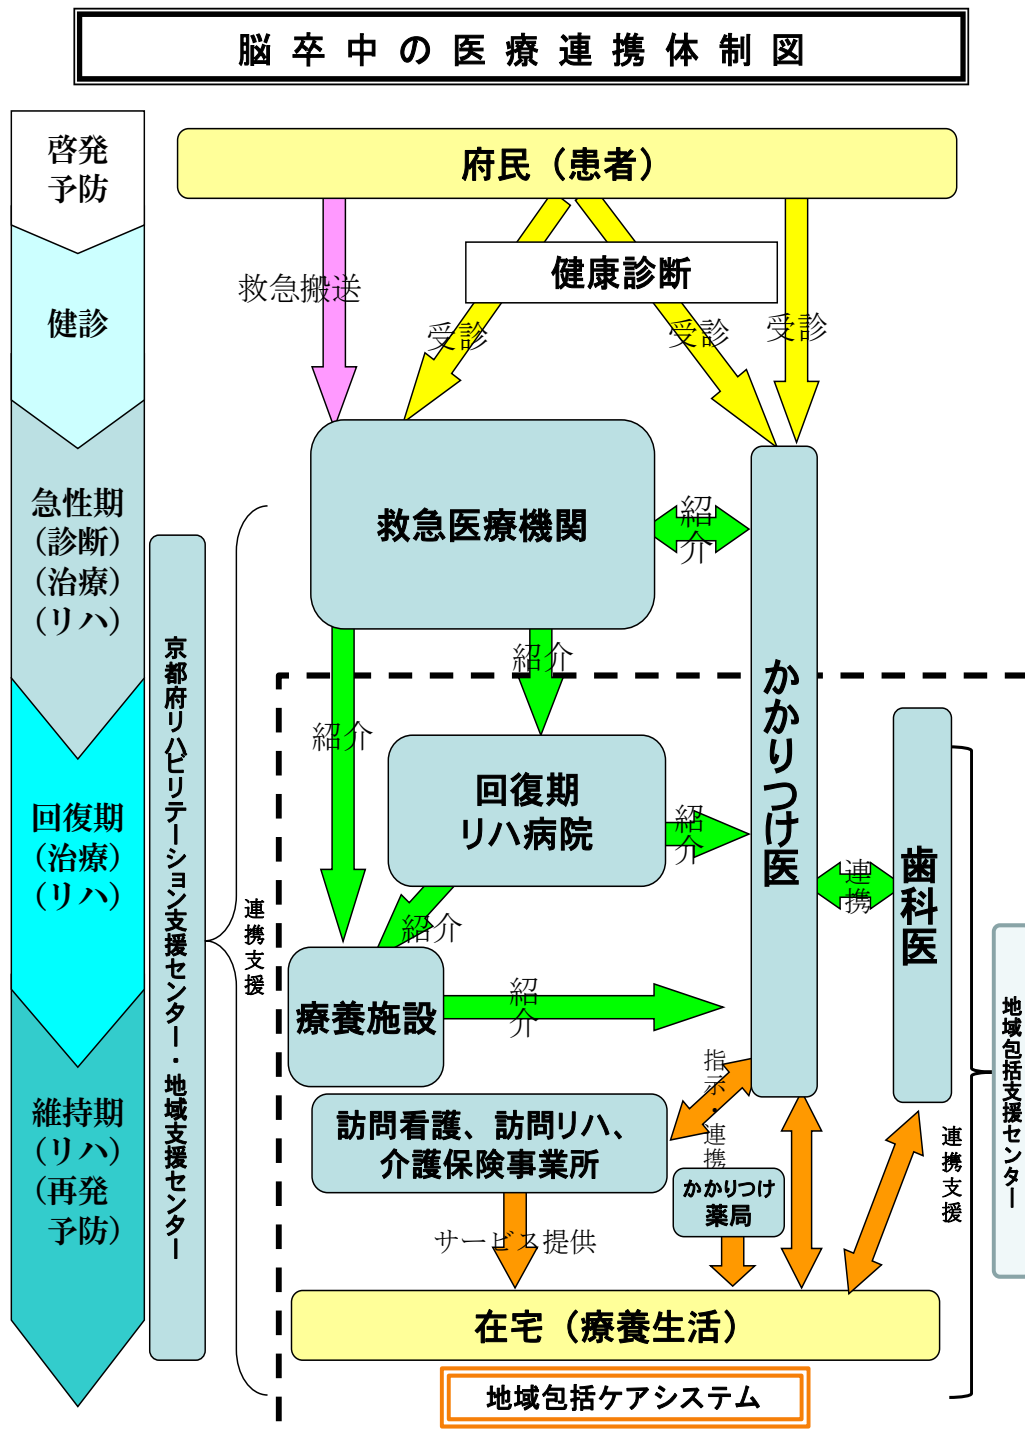 脳卒中の医療連携体制図
啓発
予防
健診
急性期
（診断）
（治療）
（リハ）
回復期
（治療）
（リハ）
維持期
（リハ）
（再発
予防）
府民（患者）
救急搬送
健康診断
受診
受診
受診
救急医療機関
紹介
紹介
紹介
回復期
リハ病院
紹介
紹介
療養施設
紹介
かかりつけ医
連携
歯科医
京都府リハビリテーション支援センター・地域支援センター
連携支援
指示・連携
訪問看護、訪問リハ、
介護保険事業所
かかりつけ
薬局
サービス提供
在宅（療養生活）
地域包括ケアシステム
連携支援
地域包括支援センター